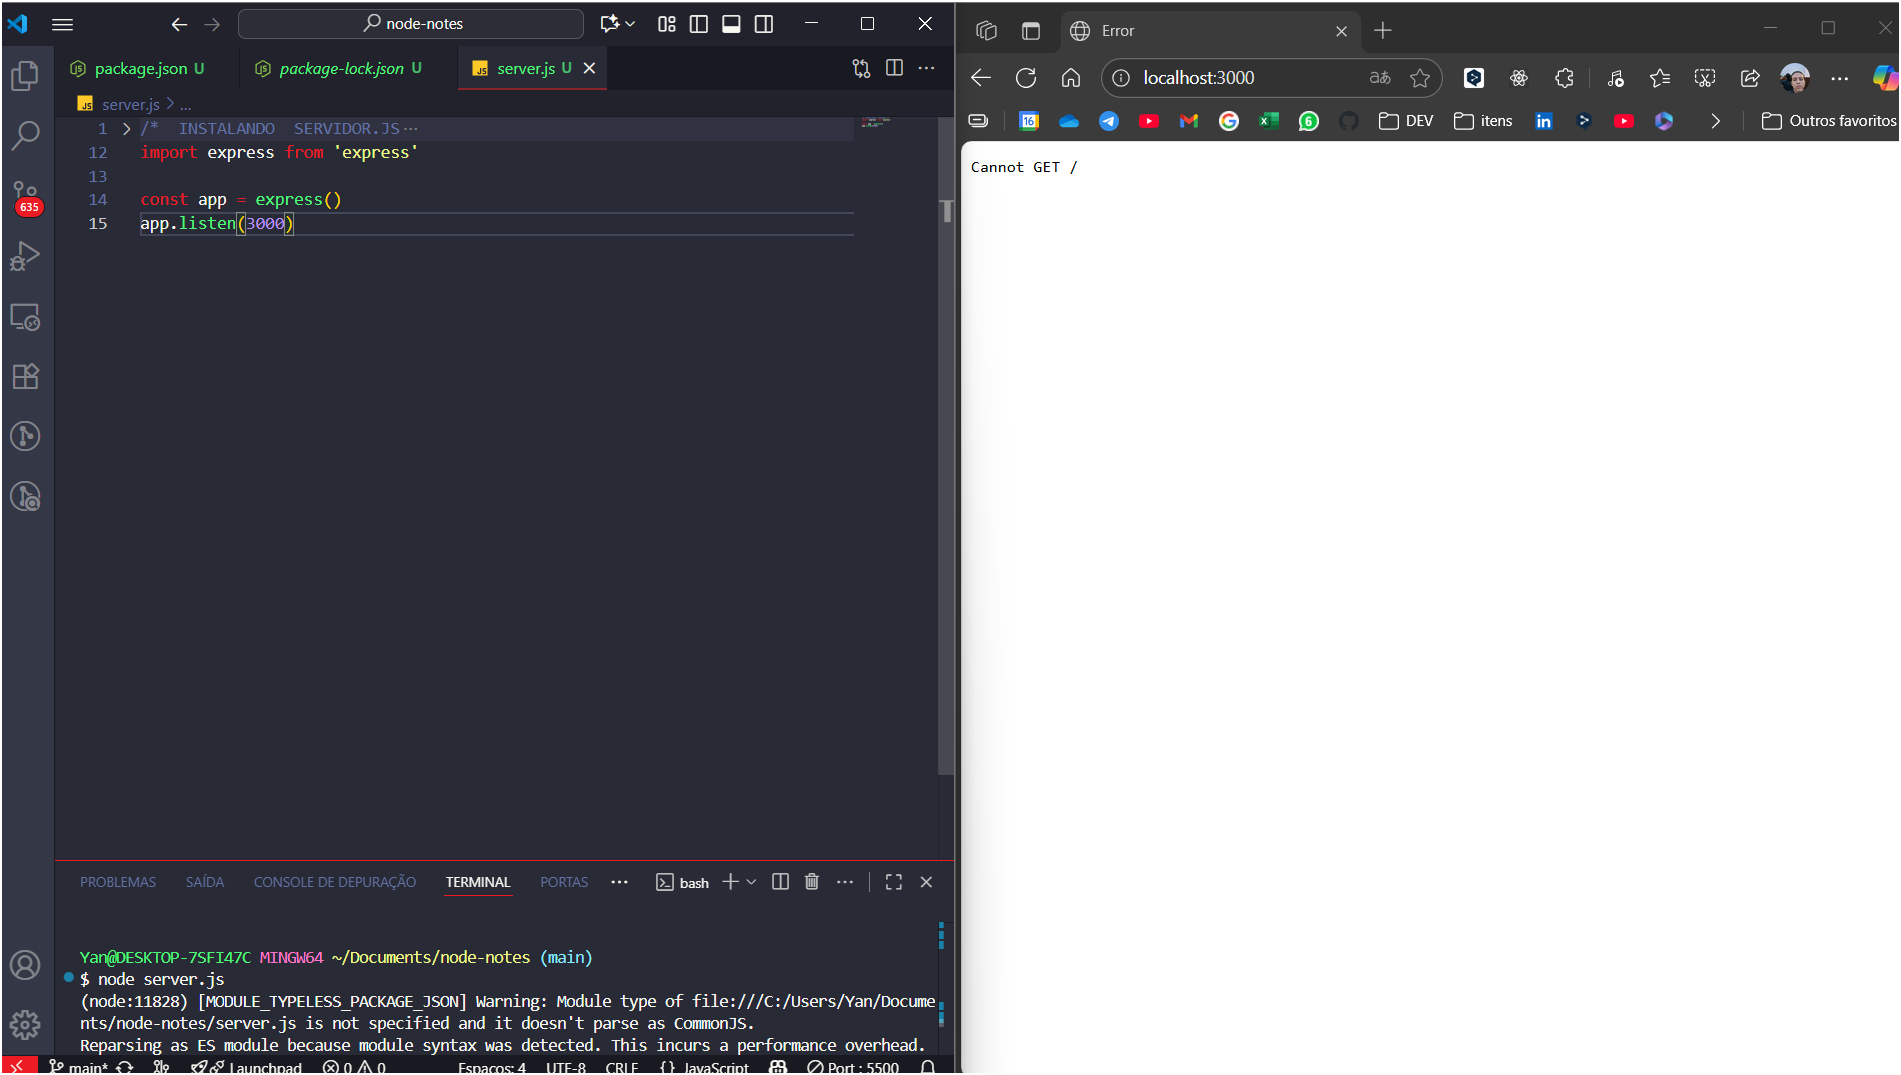 node-notes
package.json U
package-lock.json U
server.js U
JS server.js > ...
1 /* INSTALANDO SERVIDOR.JS ···
12 import express from 'express'
13
14 const app = express()
15 app.listen(3000)
635
PROBLEMAS SAÍDA CONSOLE DE DEPURAÇÃO TERMINAL PORTAS ··· bash
Yan@DESKTOP-7SFI47C MINGW64 ~/Documents/node-notes (main)
$ node server.js
(node:11828) [MODULE_TYPELESS_PACKAGE_JSON] Warning: Module type of file:///C:/Users/Yan/Docume
nts/node-notes/server.js is not specified and it doesn't parse as CommonJS.
Reparsing as ES module because module syntax was detected. This incurs a performance overhead.
main* Launchpad 0 0 Espaços: 4 UTF-8 CRLF {} JavaScript Port : 5500
Error
localhost:3000
16 6 DEV itens in Outros favoritos
Cannot GET /